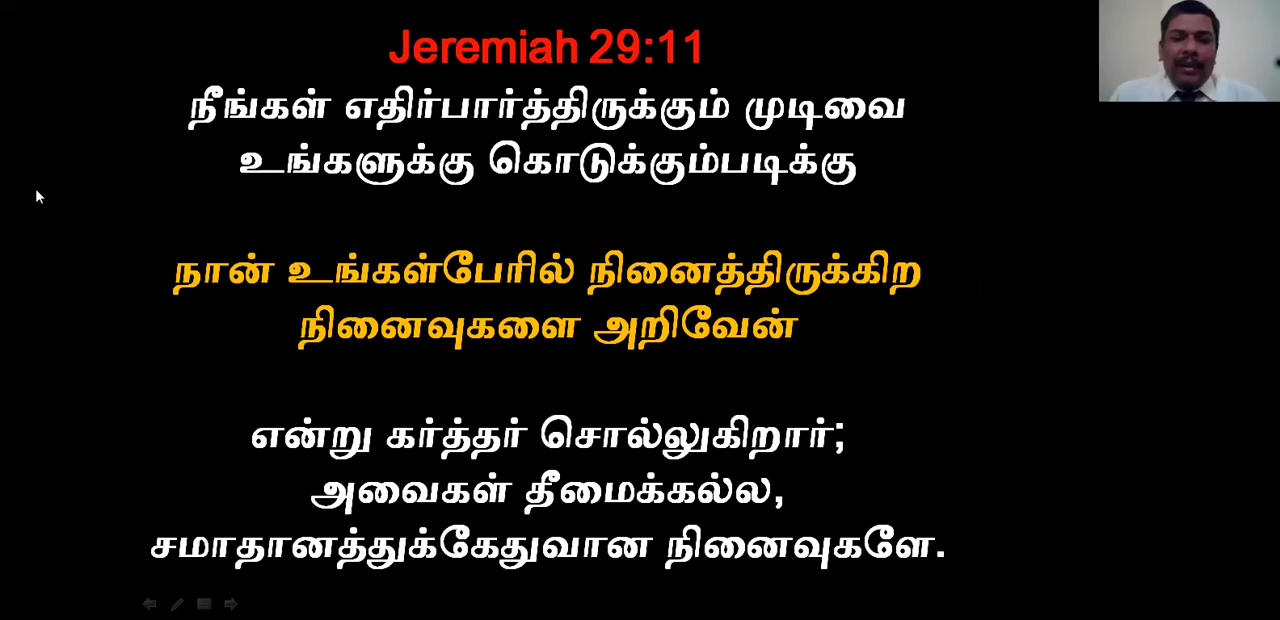 Jeremiah 29:11
நீங்கள் எதிர்பார்த்திருக்கும் முடிவை
உங்களுக்கு கொடுக்கும்படிக்கு
நான் உங்கள்பேரில் நினைத்திருக்கிற
நினைவுகளை அறிவேன்
என்று கர்த்தர் சொல்லுகிறார்;
அவைகள் தீமைக்கல்ல,
சமாதானத்துக்கேதுவான நினைவுகளே.